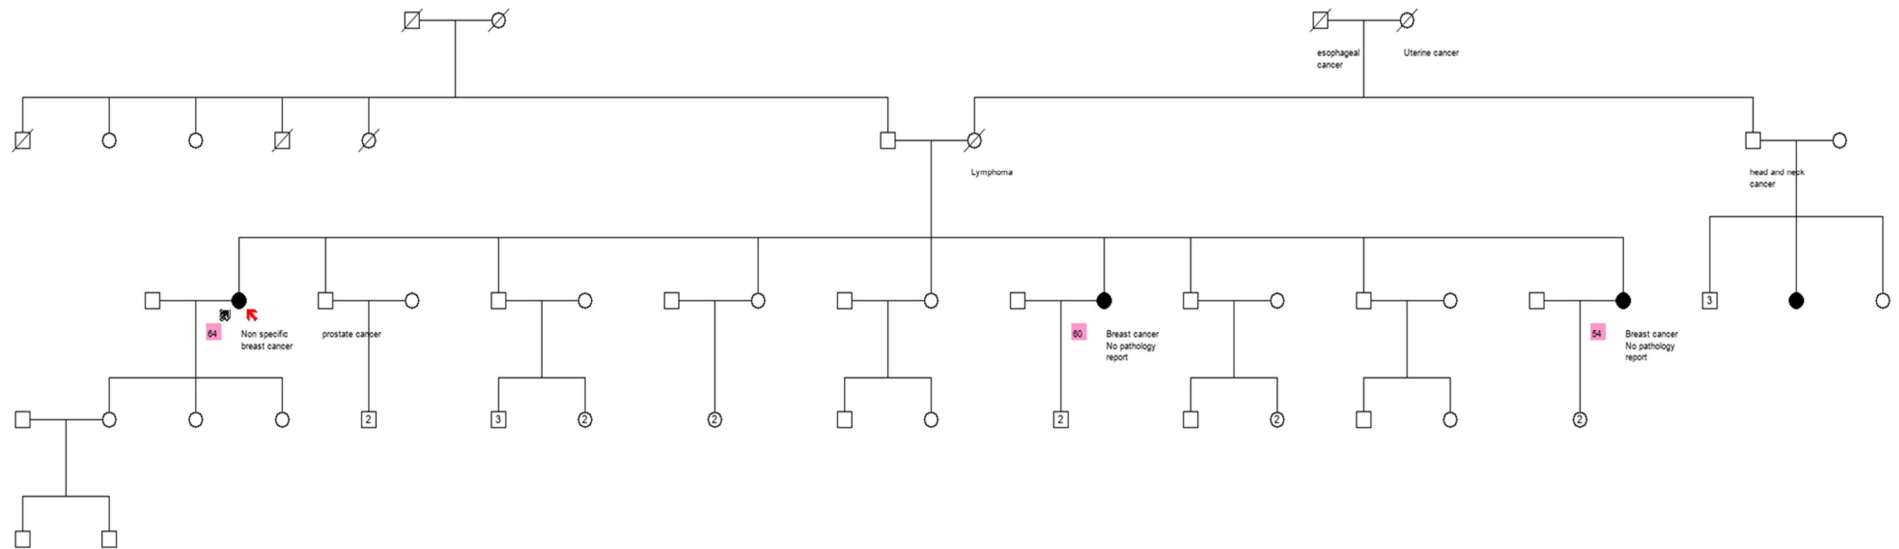 esophageal
cancer
Uterine cancer
Lymphoma
head and neck
cancer
3
64
Non specific
breast cancer
prostate cancer
60
Breast cancer
No pathology
report
54
Breast cancer
No pathology
report
2
3
2
2
2
2
2